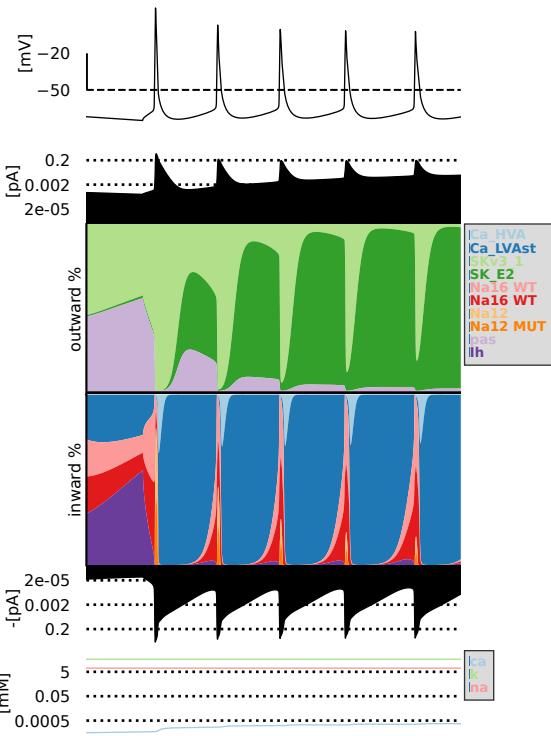 [mV]
−20
−50
[pA]
0.2
0.002
2e-05
outward %
Ca_HVA
Ca_LVAst
SKv3_1
SK_E2
Na16 WT
Na16 WT
Na12
Na12 MUT
pas
Ih
inward %
-[pA]
2e-05
0.002
0.2
[mM]
5
0.05
0.0005
ca
k
na